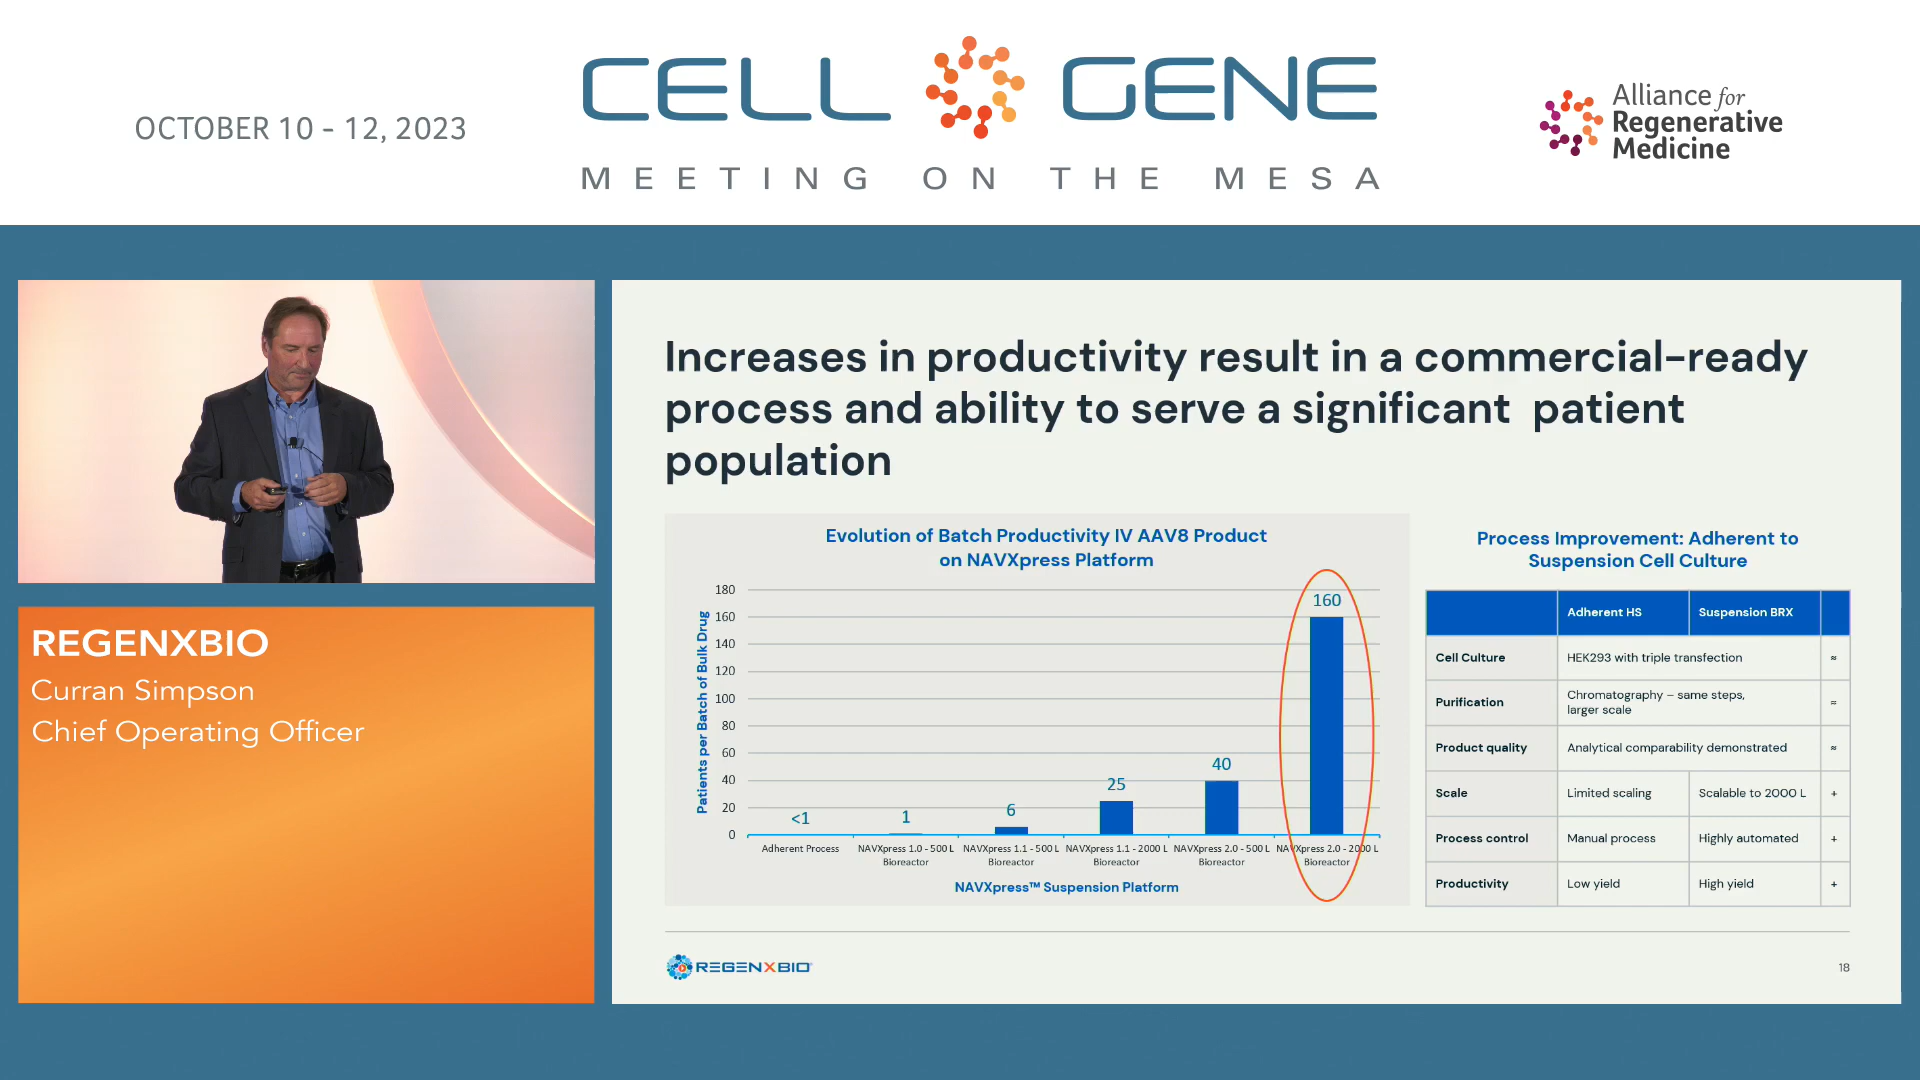 OCTOBER 10 - 12, 2023
CELL GENE
MEETING ON THE MESA
Alliance for
Regenerative
Medicine
REGENXBIO
Curran Simpson
Chief Operating Officer
Increases in productivity result in a commercial-ready
process and ability to serve a significant patient
population
Evolution of Batch Productivity IV AAV8 Product
on NAVXpress Platform
Patients per Batch of Bulk Drug
180
160
140
120
100
80
60
40
20
0
<1
1
6
25
40
160
Adherent Process
NAVXpress 1.0 - 500 L
Bioreactor
NAVXpress 1.1 - 500 L
Bioreactor
NAVXpress 1.1 - 2000 L
Bioreactor
NAVXpress 2.0 - 500 L
Bioreactor
NAVXpress 2.0 - 2000 L
Bioreactor
NAVXpress™ Suspension Platform
Process Improvement: Adherent to
Suspension Cell Culture
Adherent HS Suspension BRX
Cell Culture HEK293 with triple transfection ≈
Purification Chromatography – same steps,
larger scale ≈
Product quality Analytical comparability demonstrated ≈
Scale Limited scaling Scalable to 2000 L +
Process control Manual process Highly automated +
Productivity Low yield High yield +
REGENXBIO
18